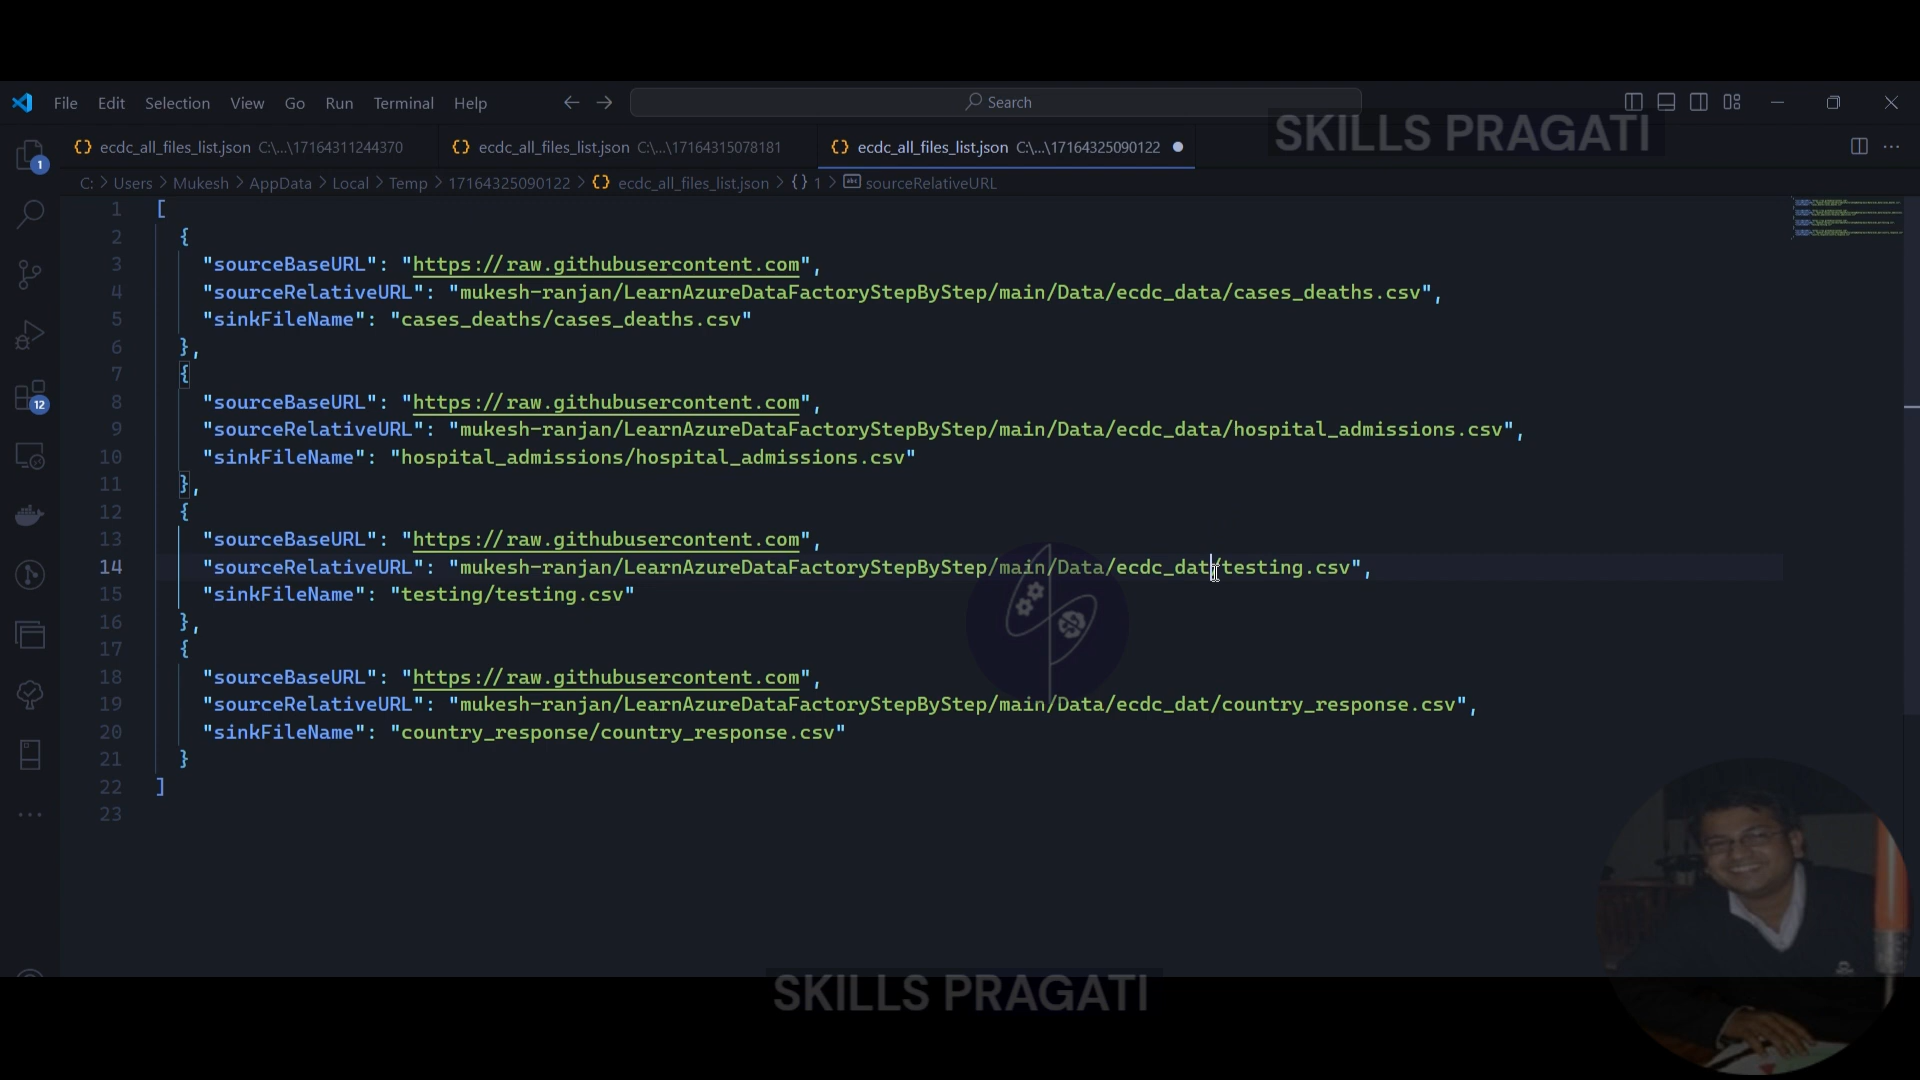 File Edit Selection View Go Run Terminal Help Search
SKILLS PRAGATI
ecdc_all_files_list.json C:\...\17164311244370 ecdc_all_files_list.json C:\...\17164315078181 ecdc_all_files_list.json C:\...\17164325090122
1
C: > Users > Mukesh > AppData > Local > Temp > 17164325090122 > {} ecdc_all_files_list.json > {} 1 > abc sourceRelativeURL
1 [
2 {
3 "sourceBaseURL": "https://raw.githubusercontent.com",
4 "sourceRelativeURL": "mukesh-ranjan/LearnAzureDataFactoryStepByStep/main/Data/ecdc_data/cases_deaths.csv",
5 "sinkFileName": "cases_deaths/cases_deaths.csv"
6 },
7 {
8 "sourceBaseURL": "https://raw.githubusercontent.com",
12
9 "sourceRelativeURL": "mukesh-ranjan/LearnAzureDataFactoryStepByStep/main/Data/ecdc_data/hospital_admissions.csv",
10 "sinkFileName": "hospital_admissions/hospital_admissions.csv"
11 },
12 {
13 "sourceBaseURL": "https://raw.githubusercontent.com",
14 "sourceRelativeURL": "mukesh-ranjan/LearnAzureDataFactoryStepByStep/main/Data/ecdc_dat/testing.csv",
15 "sinkFileName": "testing/testing.csv"
16 },
17 {
18 "sourceBaseURL": "https://raw.githubusercontent.com",
19 "sourceRelativeURL": "mukesh-ranjan/LearnAzureDataFactoryStepByStep/main/Data/ecdc_dat/country_response.csv",
20 "sinkFileName": "country_response/country_response.csv"
21 }
22 ]
23
SKILLS PRAGATI